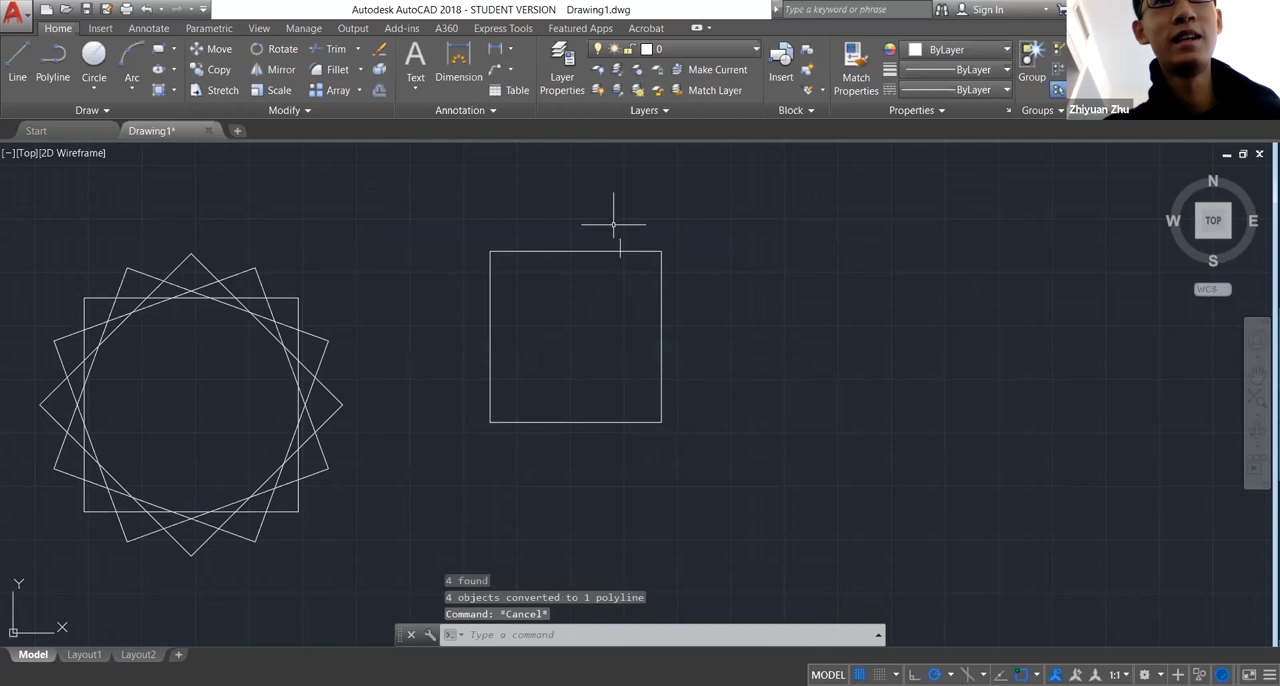 Autodesk AutoCAD 2018 - STUDENT VERSION Drawing1.dwg
Type a keyword or phrase
Sign In
Home Insert Annotate Parametric View Manage Output Add-ins A360 Express Tools Featured Apps Acrobat
Line Polyline Circle Arc
Move Rotate Trim
Copy Mirror Fillet
Stretch Scale Array
Text Dimension Table
Layer Properties
0
Make Current
Match Layer
Insert
Match Properties
ByLayer
ByLayer
ByLayer
Group
Draw Modify Annotation Layers Block Properties Groups
Zhiyuan Zhu
Start Drawing1* +
[−][Top][2D Wireframe]
N
W TOP E
S
WCS
4 found
4 objects converted to 1 polyline
Command: *Cancel*
Type a command
Y
X
Model Layout1 Layout2 +
MODEL 1:1